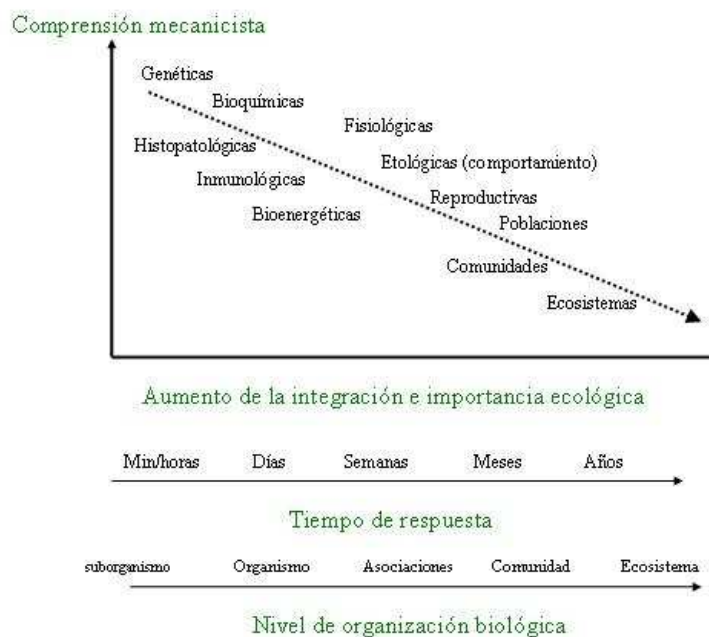 Comprensión mecanicista
Genéticas
Bioquímicas
Fisiológicas
Histopatológicas
Etológicas (comportamiento)
Inmunológicas
Reproductivas
Bioenergéticas
Poblaciones
Comunidades
Ecosistemas
Aumento de la integración e importancia ecológica
Min/horas Días Semanas Meses Años
Tiempo de respuesta
suborganismo Organismo Asociaciones Comunidad Ecosistema
Nivel de organización biológica